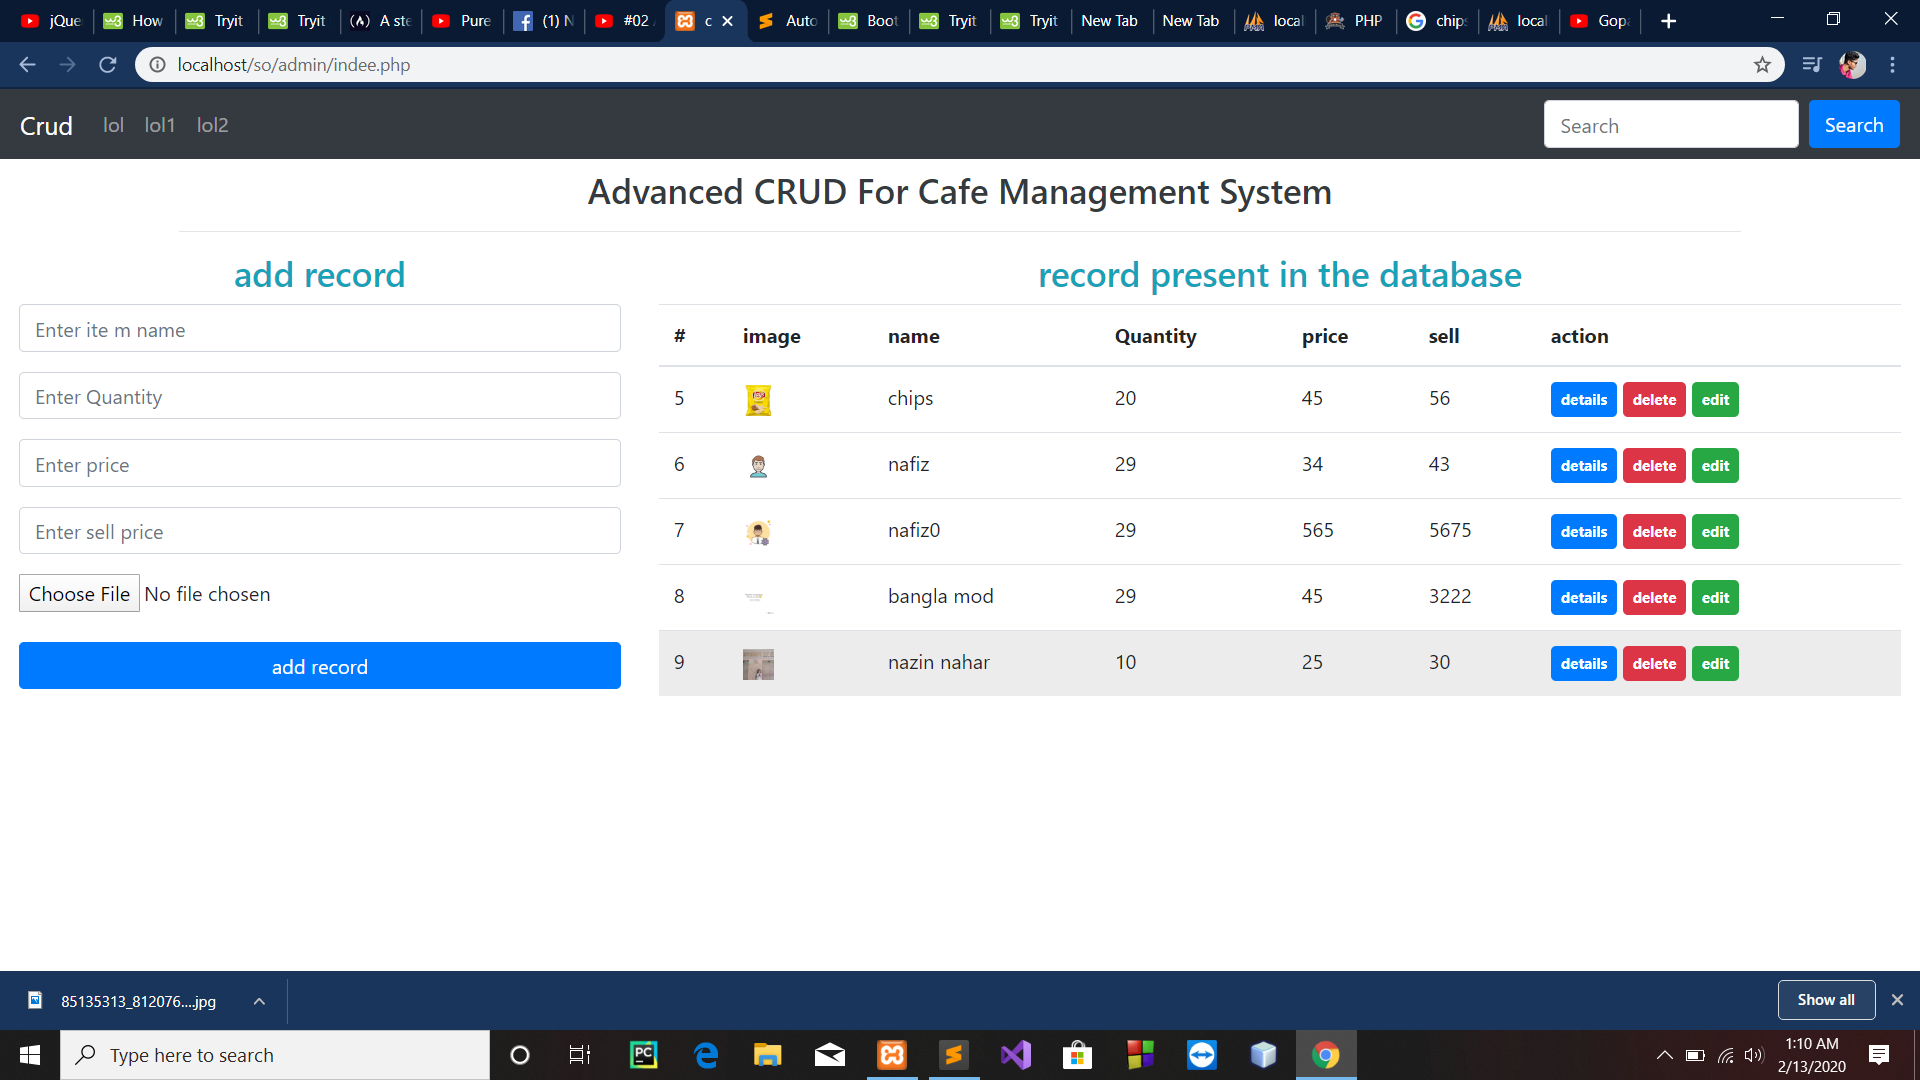 jQue How Tryit Tryit A ste Pure (1) N #02 c Auto Boot Tryit Tryit New Tab New Tab local PHP chip local Gop
localhost/so/admin/indee.php
Crud lol lol1 lol2 Search Search
Advanced CRUD For Cafe Management System
add record
Enter ite m name
Enter Quantity
Enter price
Enter sell price
Choose File No file chosen
add record
record present in the database
# image name Quantity price sell action
5 chips 20 45 56 details delete edit
6 nafiz 29 34 43 details delete edit
7 nafiz0 29 565 5675 details delete edit
8 bangla mod 29 45 3222 details delete edit
9 nazin nahar 10 25 30 details delete edit
85135313_812076....jpg Show all
Type here to search
1:10 AM
2/13/2020